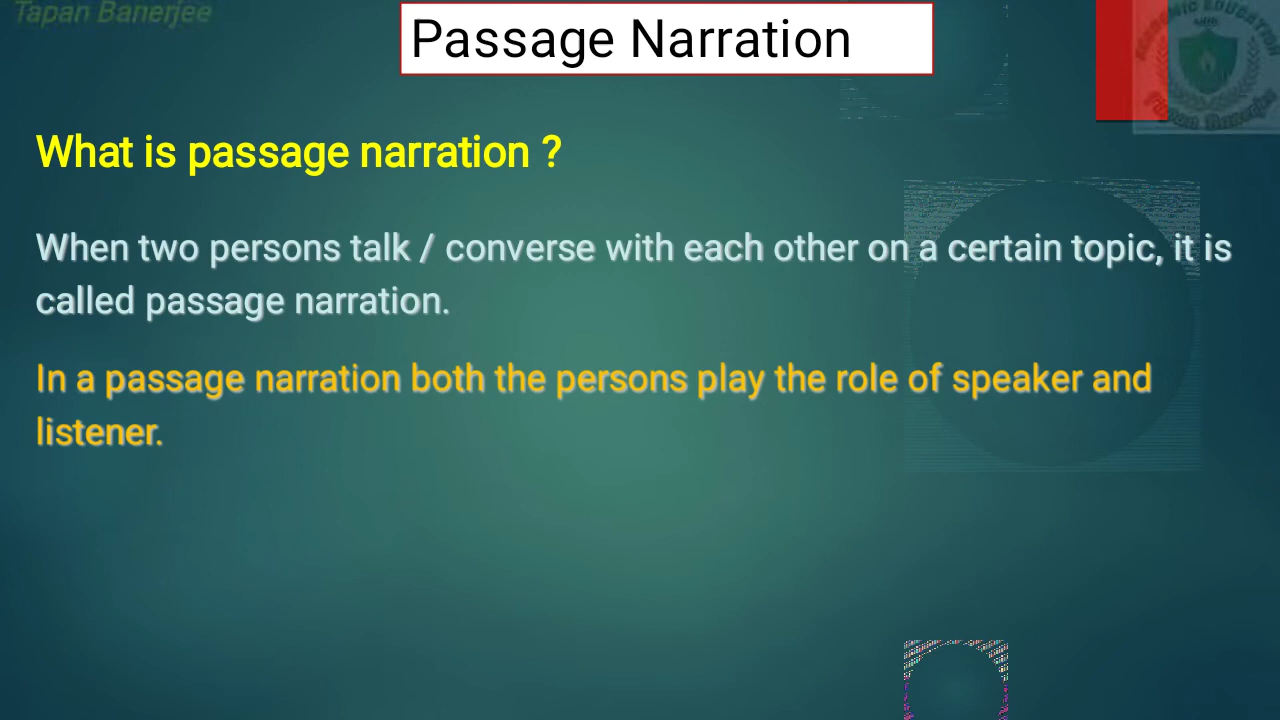 Tapan Banerjee
Passage Narration
What is passage narration ?
When two persons talk / converse with each other on a certain topic, it is
called passage narration.
In a passage narration both the persons play the role of speaker and
listener.